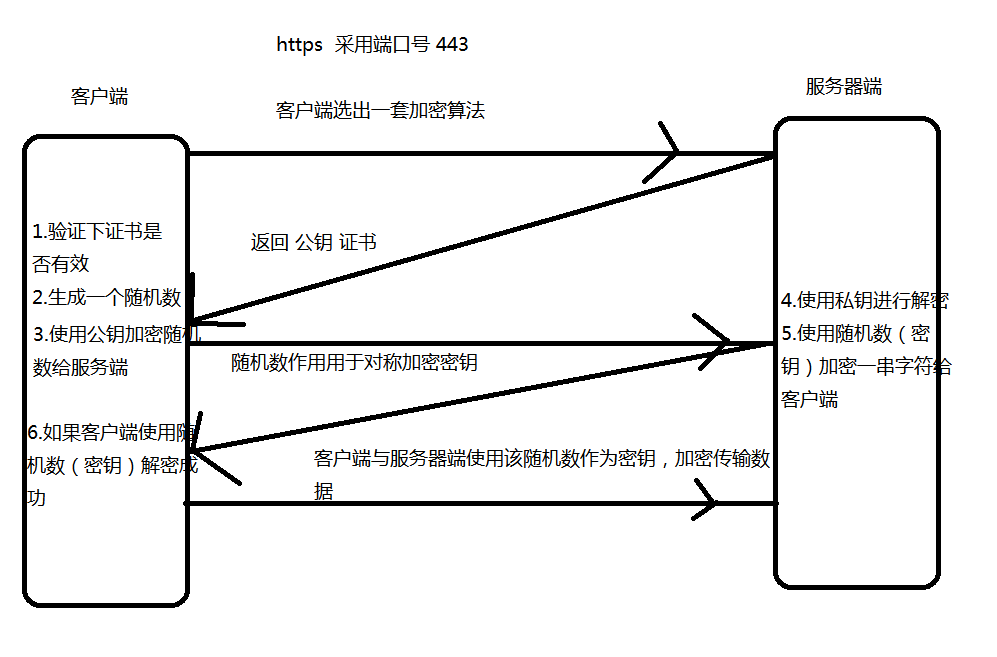 https 采用端口号 443
客户端
服务器端
客户端选出一套加密算法
1.验证下证书是
否有效
2.生成一个随机数
3.使用公钥加密随机
数给服务端
返回 公钥 证书
4.使用私钥进行解密
5.使用随机数（密
钥）加密一串字符给
客户端
随机数作用用于对称加密密钥
6.如果客户端使用随
机数（密钥）解密成
功
客户端与服务器端使用该随机数作为密钥，加密传输数
据